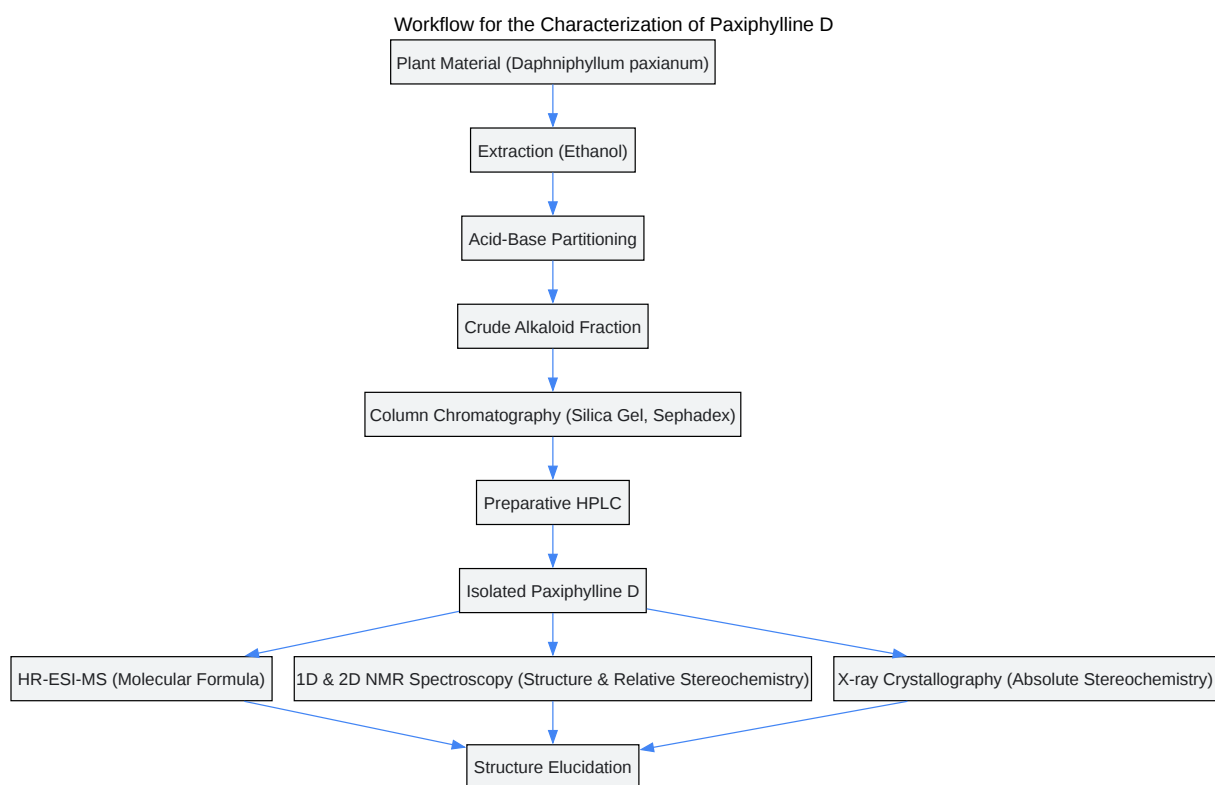 Workflow for the Characterization of Paxiphylline D
Plant Material (Daphniphyllum paxianum)
Extraction (Ethanol)
Acid-Base Partitioning
Crude Alkaloid Fraction
Column Chromatography (Silica Gel, Sephadex)
Preparative HPLC
Isolated Paxiphylline D
HR-ESI-MS (Molecular Formula)
1D & 2D NMR Spectroscopy (Structure & Relative Stereochemistry)
X-ray Crystallography (Absolute Stereochemistry)
Structure Elucidation